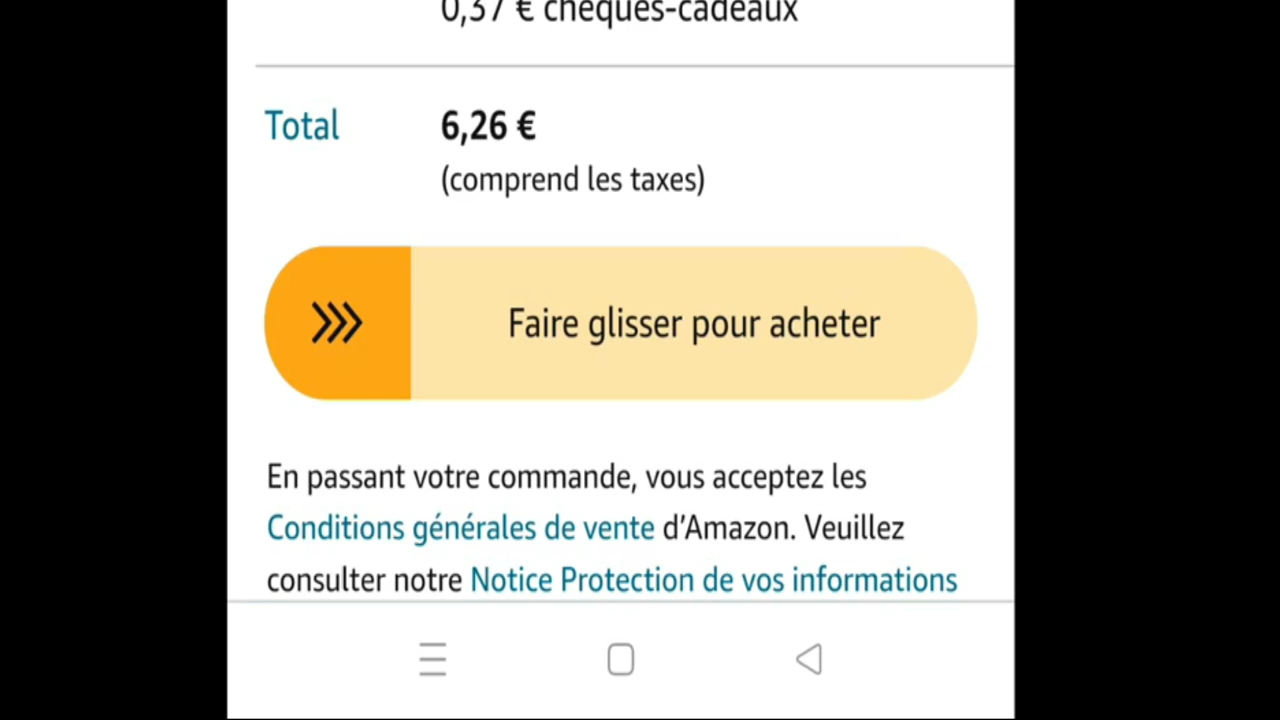 0,37 € chèques-cadeaux
Total 6,26 €
(comprend les taxes)
Faire glisser pour acheter
En passant votre commande, vous acceptez les
Conditions générales de vente d’Amazon. Veuillez
consulter notre Notice Protection de vos informations